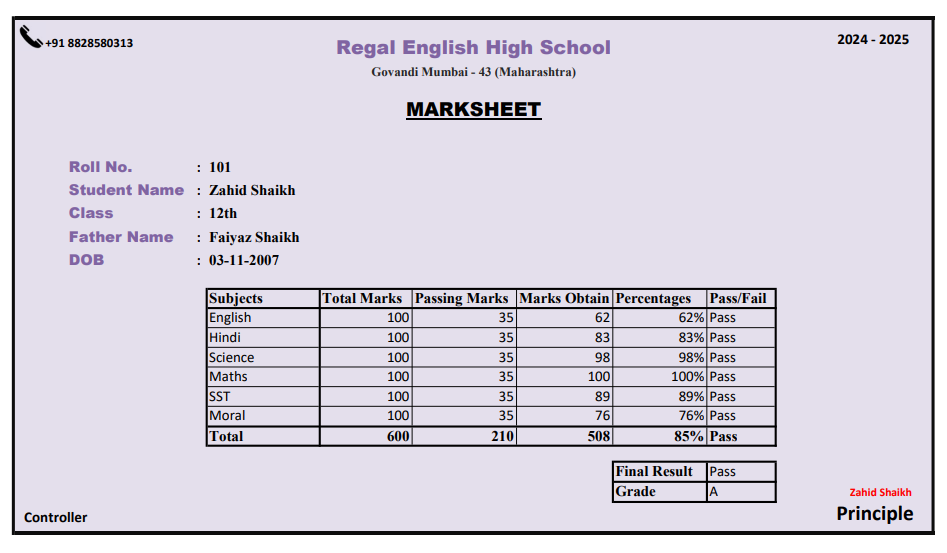 +91 8828580313
Regal English High School
2024 - 2025
Govandi Mumbai - 43 (Maharashtra)
MARKSHEET
Roll No. : 101
Student Name : Zahid Shaikh
Class : 12th
Father Name : Faiyaz Shaikh
DOB : 03-11-2007
Subjects Total Marks Passing Marks Marks Obtain Percentages Pass/Fail
English 100 35 62 62% Pass
Hindi 100 35 83 83% Pass
Science 100 35 98 98% Pass
Maths 100 35 100 100% Pass
SST 100 35 89 89% Pass
Moral 100 35 76 76% Pass
Total 600 210 508 85% Pass
Final Result Pass
Grade A
Zahid Shaikh
Controller
Principle